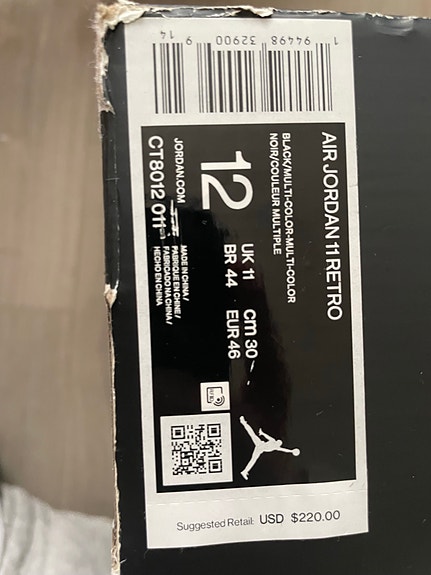 AIR JORDAN 11 RETRO
BLACK/MULTI-COLOR-MULTI-COLOR
NOIR/COULEUR MULTIPLE
12
UK 11
cm 30
BR 44
EUR 46
JORDAN.COM
CT8012 011
MADE IN CHINA/
FABRIQUE EN CHINE/
FABRICADO NA CHINA/
HECHO EN CHINA
1 94498 32900 9 14
Suggested Retail: USD $220.00